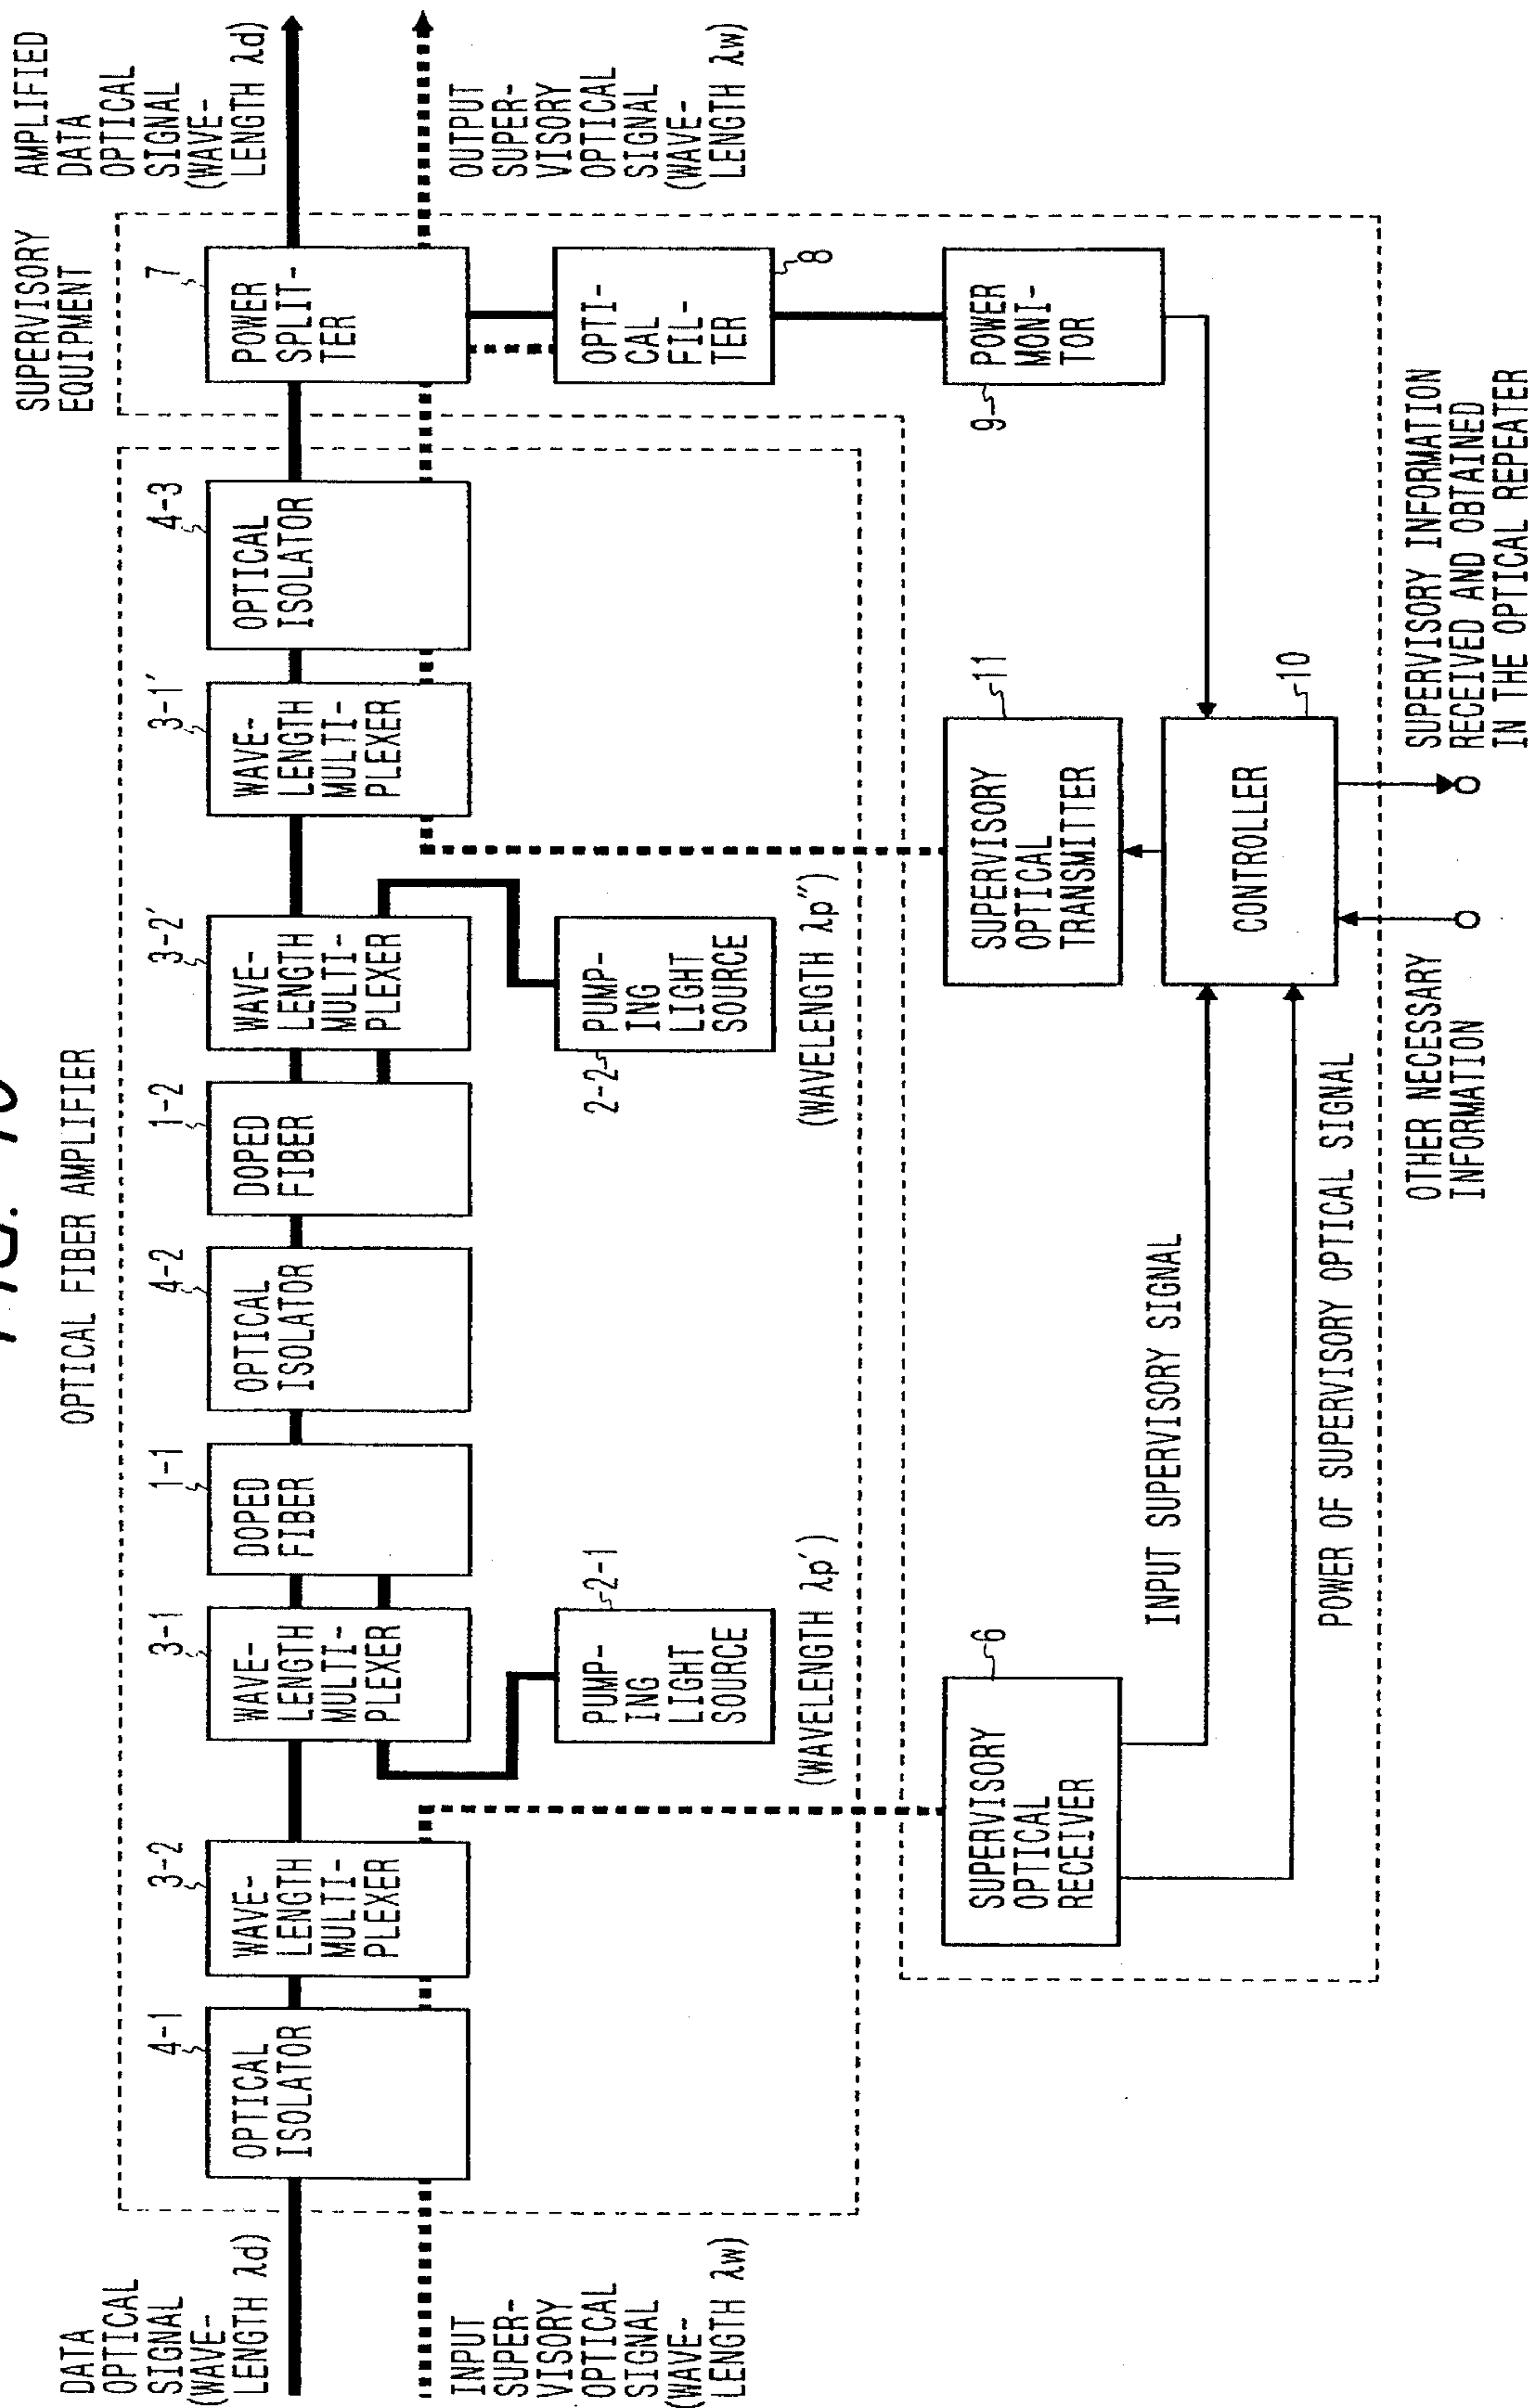 OPTICAL FIBER AMPLIFIER
SUPERVISORY
EQUIPMENT
DATA
OPTICAL
SIGNAL
(WAVE-
LENGTH λd)
INPUT
SUPER-
VISORY
OPTICAL
SIGNAL
(WAVE-
LENGTH λw)
4-1
OPTICAL
ISOLATOR
3-2
WAVE-
LENGTH
MULTI-
PLEXER
3-1
WAVE-
LENGTH
MULTI-
PLEXER
1-1
DOPED
FIBER
4-2
OPTICAL
ISOLATOR
1-2
DOPED
FIBER
3-2'
WAVE-
LENGTH
MULTI-
PLEXER
3-1'
WAVE-
LENGTH
MULTI-
PLEXER
4-3
OPTICAL
ISOLATOR
7
POWER
SPLIT-
TER
AMPLIFIED
DATA
OPTICAL
SIGNAL
(WAVE-
LENGTH λd)
OUTPUT
SUPER-
VISORY
OPTICAL
SIGNAL
(WAVE-
LENGTH λw)
PUMP-
ING
LIGHT
SOURCE
2-1
(WAVELENGTH λp')
2-2
PUMP-
ING
LIGHT
SOURCE
(WAVELENGTH λp")
OPTI-
CAL
FIL-
TER
8
9
POWER
MONI-
TOR
SUPERVISORY
OPTICAL
RECEIVER
6
SUPERVISORY
OPTICAL
TRANSMITTER
11
INPUT SUPERVISORY SIGNAL
POWER OF SUPERVISORY OPTICAL SIGNAL
CONTROLLER
10
OTHER NECESSARY
INFORMATION
SUPERVISORY INFORMATION
RECEIVED AND OBTAINED
IN THE OPTICAL REPEATER